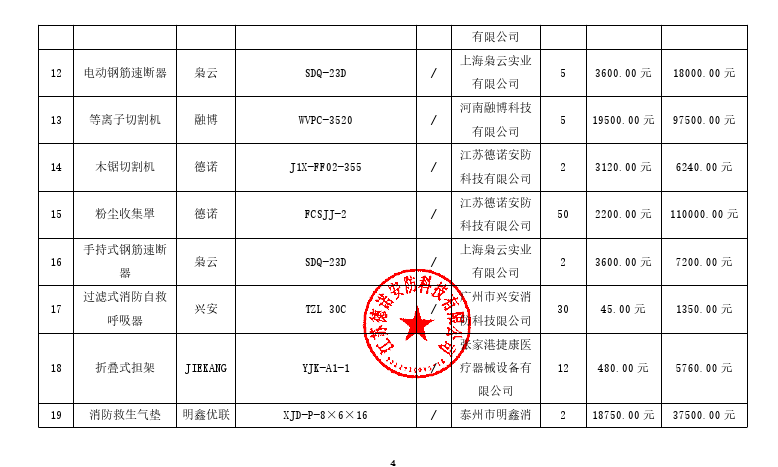 有限公司
12 电动钢筋速断器 枭云 SDQ-23D / 上海枭云实业有限公司 5 3600.00 元 18000.00 元
13 等离子切割机 融博 WVPC-3520 / 河南融博科技有限公司 5 19500.00 元 97500.00 元
14 木锯切割机 德诺 J1X-FF02-355 / 江苏德诺安防科技有限公司 2 3120.00 元 6240.00 元
15 粉尘收集罩 德诺 FCSJJ-2 / 江苏德诺安防科技有限公司 50 2200.00 元 110000.00 元
16 手持式钢筋速断器 枭云 SDQ-23D / 上海枭云实业有限公司 2 3600.00 元 7200.00 元
17 过滤式消防自救呼吸器 兴安 TZL 30C / 广州市兴安消防科技限公司 30 45.00 元 1350.00 元
18 折叠式担架 JIEKANG YJK-A1-1 / 张家港捷康医疗器械设备有限公司 12 480.00 元 5760.00 元
19 消防救生气垫 明鑫优联 XJD-P-8×6×16 / 泰州市明鑫消 2 18750.00 元 37500.00 元
江苏德诺安防科技有限公司
4